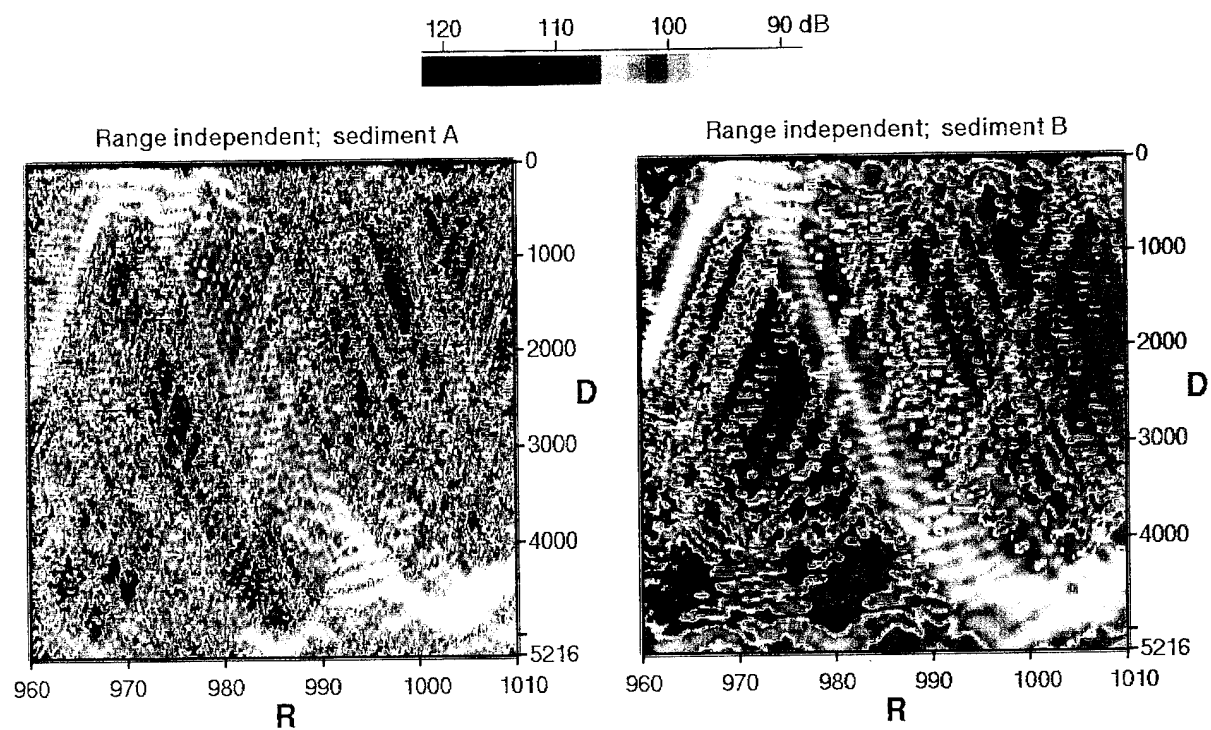 120 110 100 90 dB
Range independent; sediment A
0
1000
2000
3000
4000
5216
D
960 970 980 990 1000 1010
R
Range independent; sediment B
0
1000
2000
3000
4000
5216
D
960 970 980 990 1000 1010
R